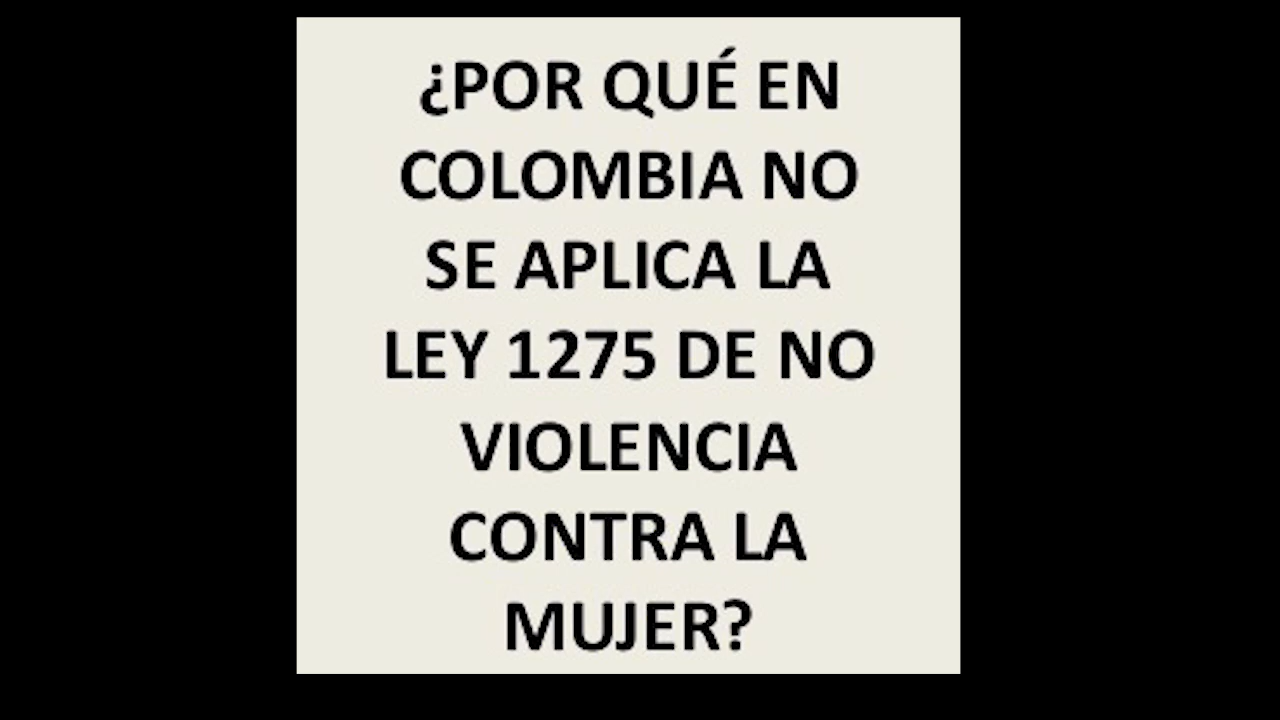 ¿POR QUÉ EN
COLOMBIA NO
SE APLICA LA
LEY 1275 DE NO
VIOLENCIA
CONTRA LA
MUJER?